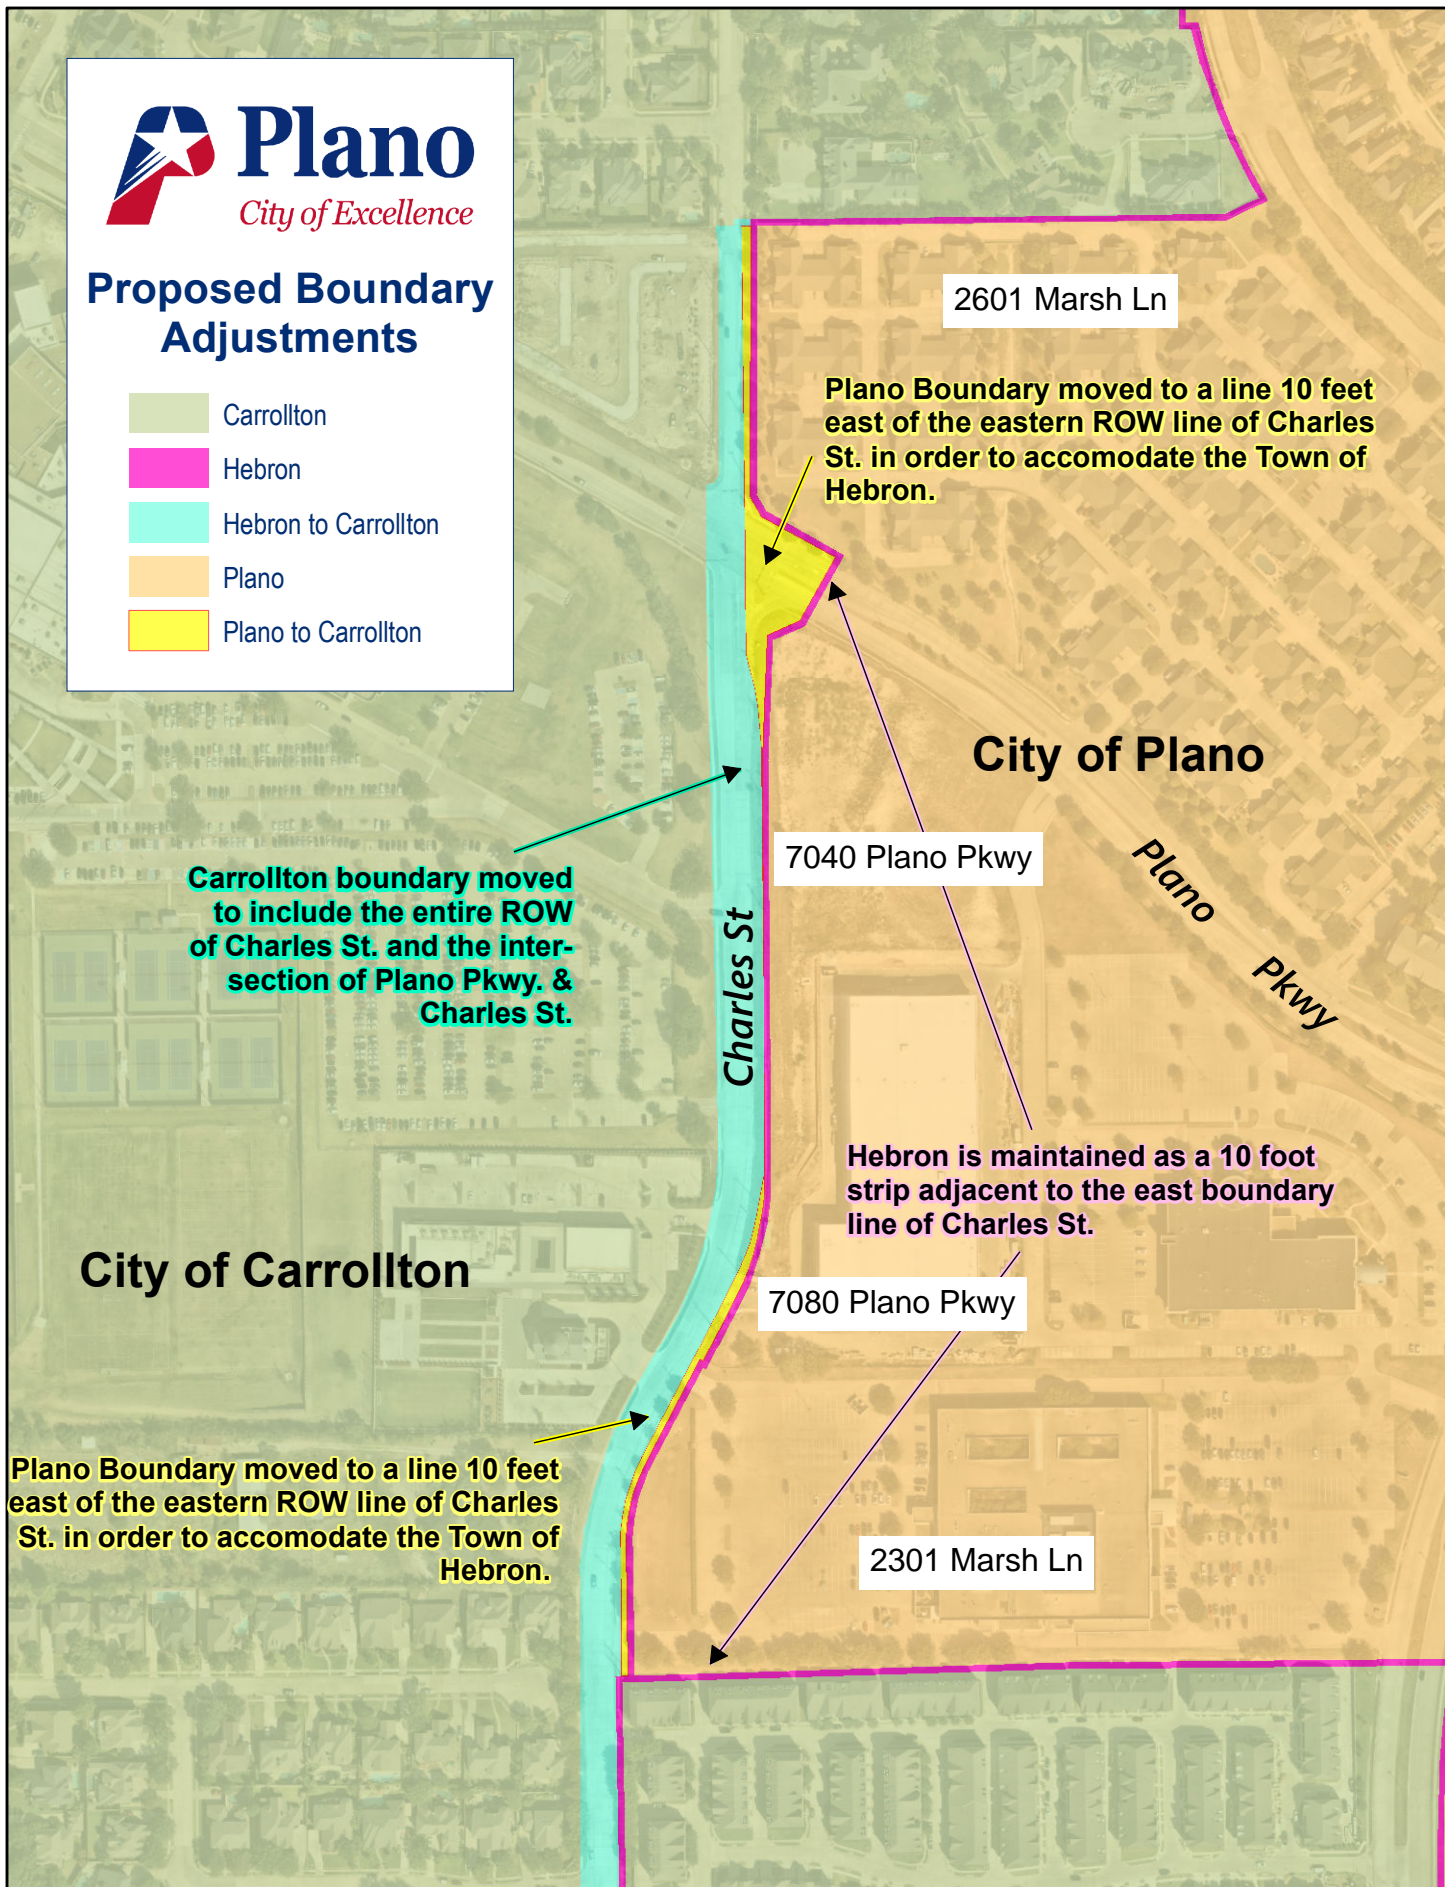 Plano
City of Excellence
Proposed Boundary
Adjustments
Carrollton
Hebron
Hebron to Carrollton
Plano
Plano to Carrollton
2601 Marsh Ln
Plano Boundary moved to a line 10 feet
east of the eastern ROW line of Charles
St. in order to accomodate the Town of
Hebron.
City of Plano
7040 Plano Pkwy
Plano
Pkwy
Carrollton boundary moved
to include the entire ROW
of Charles St. and the inter-
section of Plano Pkwy. &
Charles St.
Charles St
Hebron is maintained as a 10 foot
strip adjacent to the east boundary
line of Charles St.
City of Carrollton
7080 Plano Pkwy
Plano Boundary moved to a line 10 feet
east of the eastern ROW line of Charles
St. in order to accomodate the Town of
Hebron.
2301 Marsh Ln